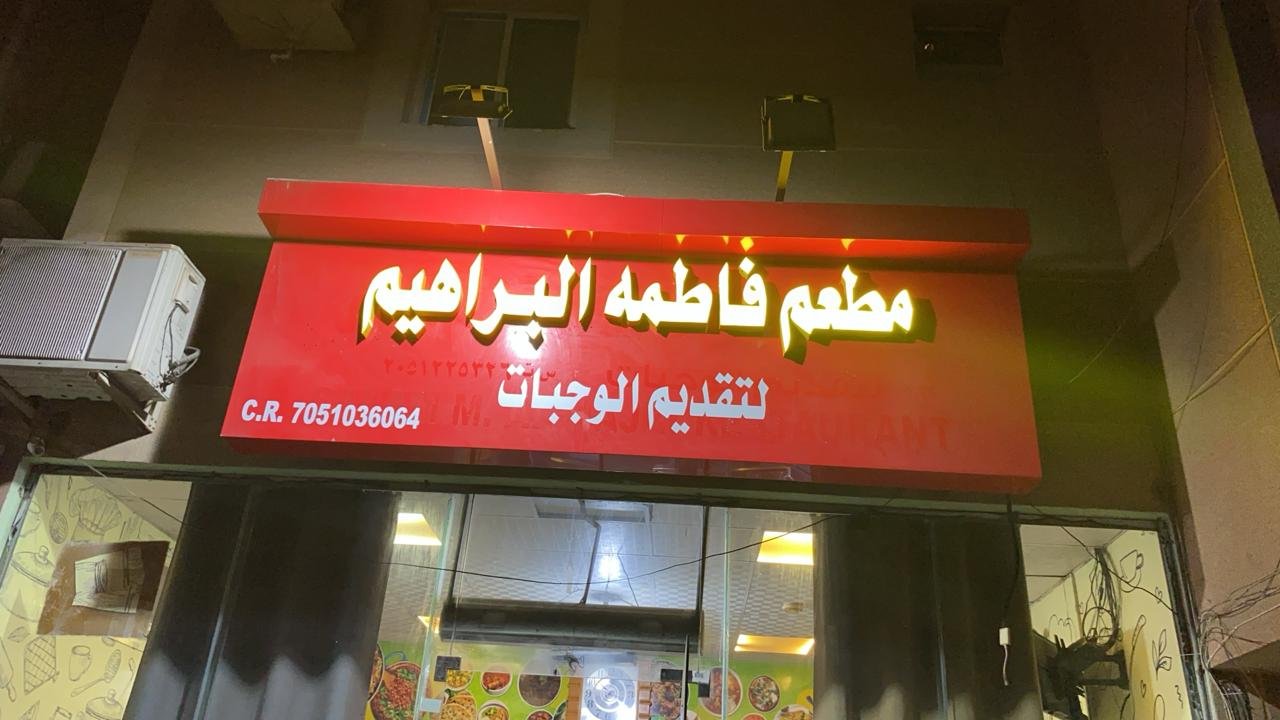 مطعم فاطمه البراهيم
لتقديم الوجبات
C.R. 7051036064